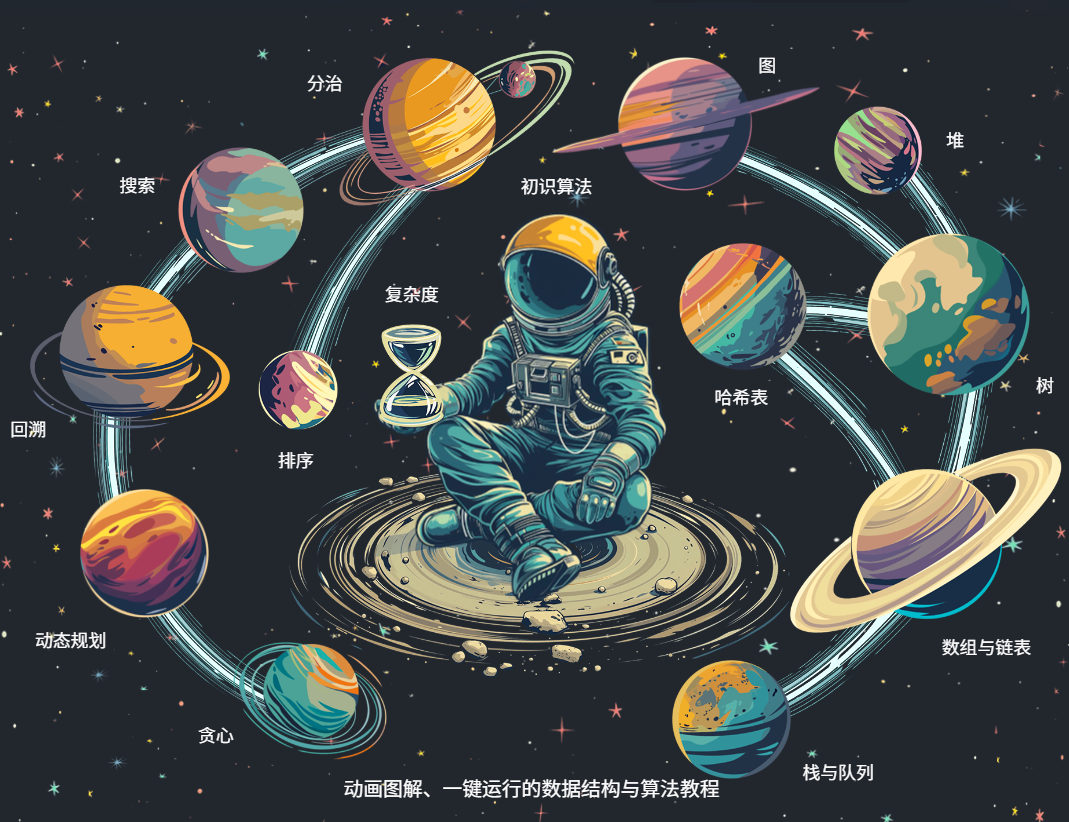 图
分治
堆
搜索
初识算法
复杂度
树
哈希表
回溯
排序
动态规划
数组与链表
贪心
栈与队列
动画图解、一键运行的数据结构与算法教程